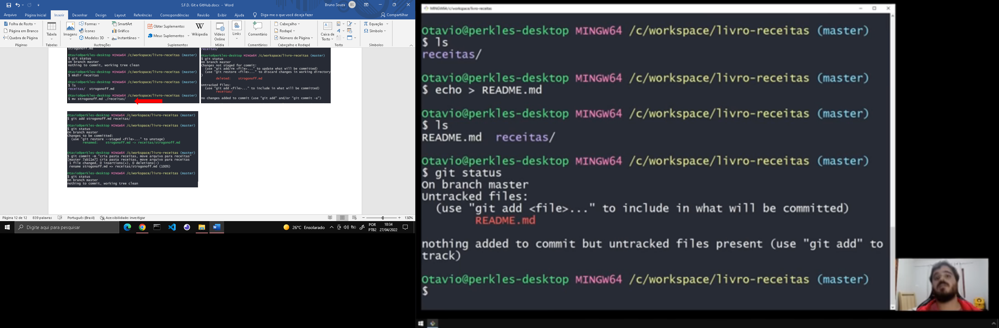 S.F.D. Git e GitHub.docx - Word
Bruno Souza BS
Arquivo Página Inicial Inserir Desenhar Design Layout Referências Correspondências Revisão Exibir Ajuda Diga-me o que você deseja fazer Compartilhar
Folha de Rosto
Página em Branco
Quebra de Página
Páginas
Tabela
Tabelas
Imagens
Formas
Ícones
Modelos 3D
SmartArt
Gráfico
Instantâneo
Ilustrações
Obter Suplementos
Meus Suplementos
Wikipedia
Suplementos
Vídeos
Online
Mídia
Links
Comentário
Comentários
Cabeçalho
Rodapé
Número de Página
Cabeçalho e Rodapé
Caixa de
Texto
Texto
Equação
Símbolo
Símbolos
strogonoff.md
Otavio@perkles-desktop MINGW64 /c/workspace/livro-receitas (master)
$ git status
On branch master
nothing to commit, working tree clean
Otavio@perkles-desktop MINGW64 /c/workspace/livro-receitas (master)
$ mkdir receitas
Otavio@perkles-desktop MINGW64 /c/workspace/livro-receitas (master)
$ ls
receitas/ strogonoff.md
Otavio@perkles-desktop MINGW64 /c/workspace/livro-receitas (master)
$ mv strogonoff.md ./receitas/
receitas/
Otavio@perkles-desktop MINGW64 /c/workspace/livro-receitas (master)
$ git status
On branch master
Changes not staged for commit:
(use "git add/rm <file>..." to update what will be committed)
(use "git restore <file>..." to discard changes in working directory
)
deleted: strogonoff.md
Untracked files:
(use "git add <file>..." to include in what will be committed)
receitas/
no changes added to commit (use "git add" and/or "git commit -a")
Otavio@perkles-desktop MINGW64 /c/workspace/livro-receitas (master)
$ git add strogonoff.md receitas/
Otavio@perkles-desktop MINGW64 /c/workspace/livro-receitas (master)
$ git status
On branch master
Changes to be committed:
(use "git restore --staged <file>..." to unstage)
renamed: strogonoff.md -> receitas/strogonoff.md
Otavio@perkles-desktop MINGW64 /c/workspace/livro-receitas (master)
$ git commit -m "cria pasta receitas, move arquivo para receitas"
[master 7ab11e7] cria pasta receitas, move arquivo para receitas
1 file changed, 0 insertions(+), 0 deletions(-)
rename strogonoff.md => receitas/strogonoff.md (100%)
Otavio@perkles-desktop MINGW64 /c/workspace/livro-receitas (master)
$ git status
On branch master
nothing to commit, working tree clean
Página 12 de 12 839 palavras Português (Brasil) Acessibilidade: investigar 130%
Digite aqui para pesquisar
26°C Ensolarado
POR
PTB2
10:34
27/04/2022
MINGW64:/c/workspace/livro-receitas
Otavio@perkles-desktop MINGW64 /c/workspace/livro-receitas (master)
$ ls
receitas/
Otavio@perkles-desktop MINGW64 /c/workspace/livro-receitas (master)
$ echo > README.md
Otavio@perkles-desktop MINGW64 /c/workspace/livro-receitas (master)
$ ls
README.md receitas/
Otavio@perkles-desktop MINGW64 /c/workspace/livro-receitas (master)
$ git status
On branch master
Untracked files:
(use "git add <file>..." to include in what will be committed)
README.md
nothing added to commit but untracked files present (use "git add" to
track)
Otavio@perkles-desktop MINGW64 /c/workspace/livro-receitas (master)
$